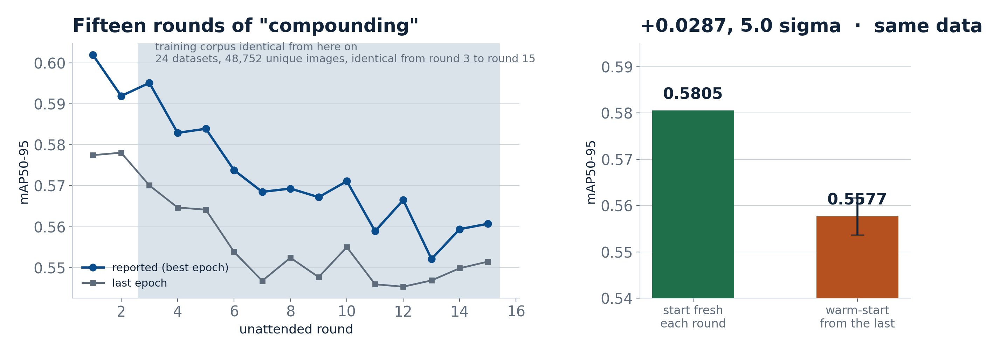 Fifteen rounds of "compounding"
training corpus identical from here on
24 datasets, 48,752 unique images, identical from round 3 to round 15
mAP50-95
0.60
0.59
0.58
0.57
0.56
0.55
reported (best epoch)
last epoch
2 4 6 8 10 12 14 16
unattended round
+0.0287, 5.0 sigma · same data
mAP50-95
0.59
0.58
0.57
0.56
0.55
0.54
0.5805
0.5577
start fresh
each round
warm-start
from the last